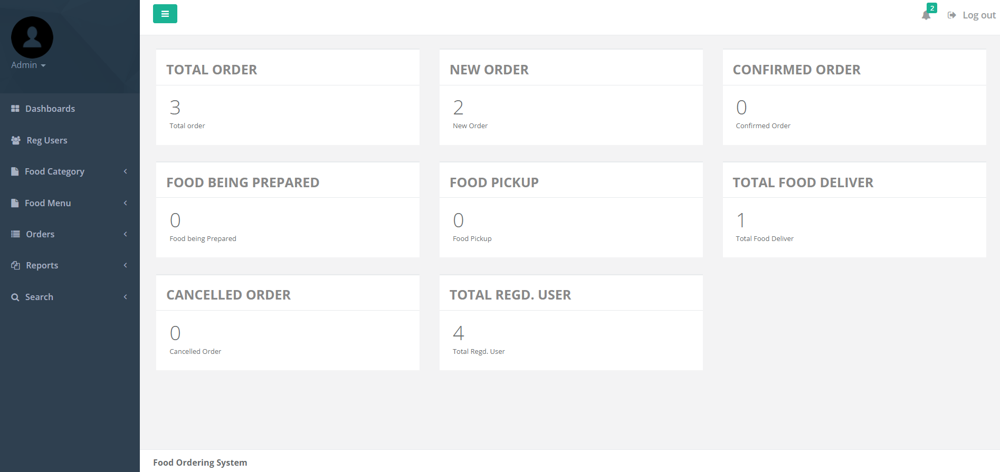 Admin
Dashboards
Reg Users
Food Category
Food Menu
Orders
Reports
Search
2
Log out
TOTAL ORDER
3
Total order
NEW ORDER
2
New Order
CONFIRMED ORDER
0
Confirmed Order
FOOD BEING PREPARED
0
Food being Prepared
FOOD PICKUP
0
Food Pickup
TOTAL FOOD DELIVER
1
Total Food Deliver
CANCELLED ORDER
0
Cancelled Order
TOTAL REGD. USER
4
Total Regd. User
Food Ordering System